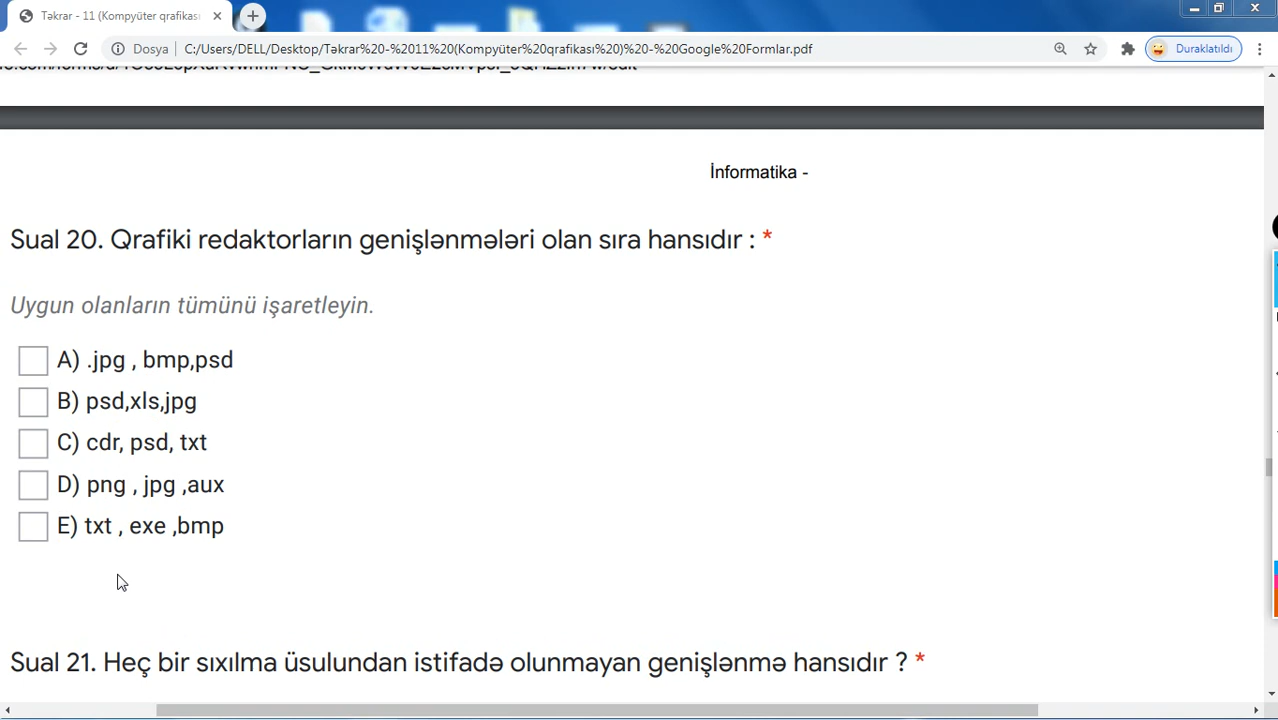 Təkrar - 11 (Kompyüter qrafikası
Dosya
C:/Users/DELL/Desktop/Təkrar%20-%2011%20(Kompyüter%20qrafikası%20)%20-%20Google%20Formlar.pdf
Duraklatıldı
İnformatika -
Sual 20. Qrafiki redaktorların genişlənmələri olan sıra hansıdır : *
Uygun olanların tümünü işaretleyin.
A) .jpg , bmp,psd
B) psd,xls,jpg
C) cdr, psd, txt
D) png , jpg ,aux
E) txt , exe ,bmp
Sual 21. Heç bir sıxılma üsulundan istifadə olunmayan genişlənmə hansıdır ? *